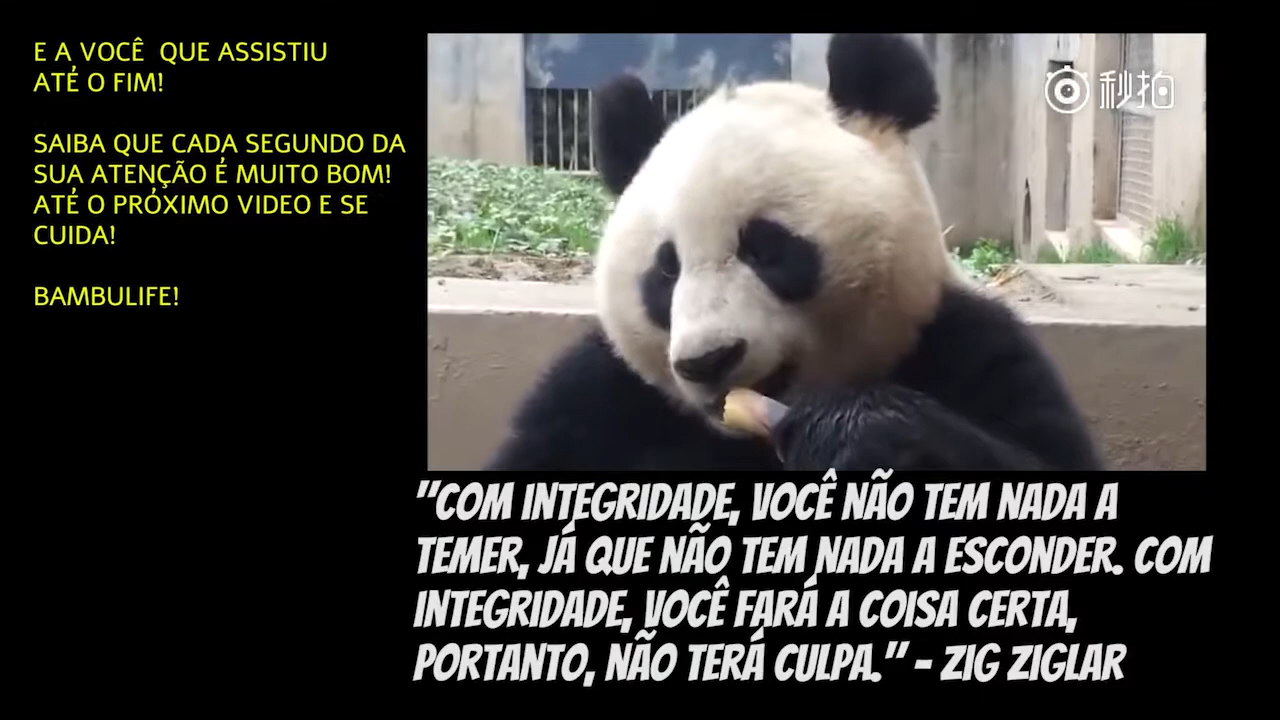 E A VOCÊ QUE ASSISTIU
ATÉ O FIM!
SAIBA QUE CADA SEGUNDO DA
SUA ATENÇÃO É MUITO BOM!
ATÉ O PRÓXIMO VIDEO E SE
CUIDA!
BAMBULIFE!
秒拍
"COM INTEGRIDADE, VOCÊ NÃO TEM NADA A
TEMER, JÁ QUE NÃO TEM NADA A ESCONDER. COM
INTEGRIDADE, VOCÊ FARÁ A COISA CERTA,
PORTANTO, NÃO TERÁ CULPA." - ZIG ZIGLAR